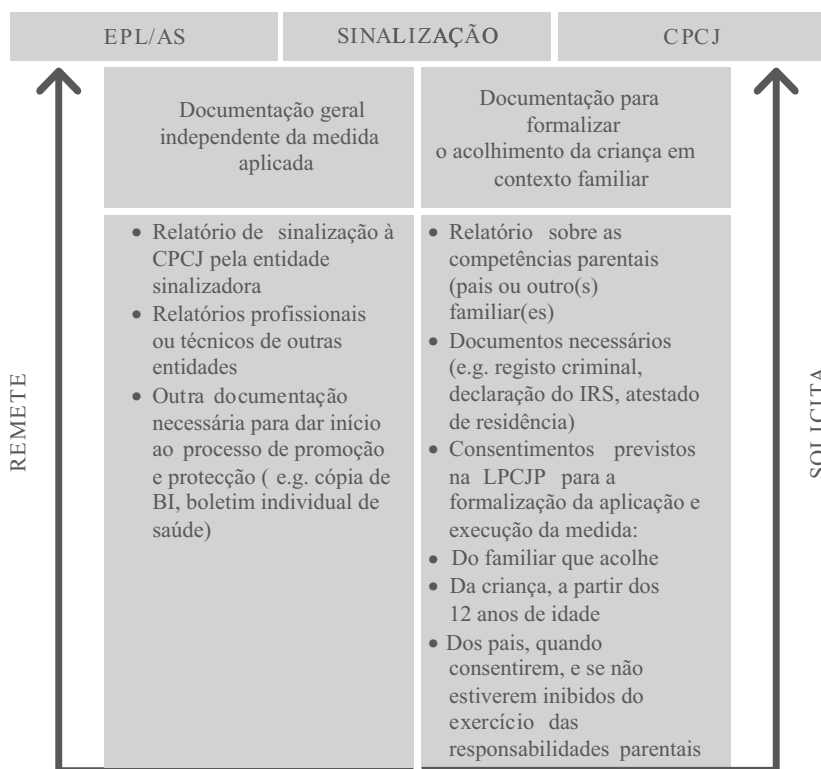 EPL/AS
SINALIZAÇÃO
CPCJ
REMETE
Documentação geral
independente da medida
aplicada
• Relatório de sinalização à
CPCJ pela entidade
sinalizadora
• Relatórios profissionais
ou técnicos de outras
entidades
• Outra documentação
necessária para dar início
ao processo de promoção
e protecção ( e.g. cópia de
BI, boletim individual de
saúde)
Documentação para
formalizar
o acolhimento da criança em
contexto familiar
• Relatório sobre as
competências parentais
(pais ou outro(s)
familiar(es)
• Documentos necessários
(e.g. registo criminal,
declaração do IRS, atestado
de residência)
• Consentimentos previstos
na LPCJP para a
formalização da aplicação e
execução da medida:
• Do familiar que acolhe
• Da criança, a partir dos
12 anos de idade
• Dos pais, quando
consentirem, e se não
estiverem inibidos do
exercício das
responsabilidades parentais
SOLICITA